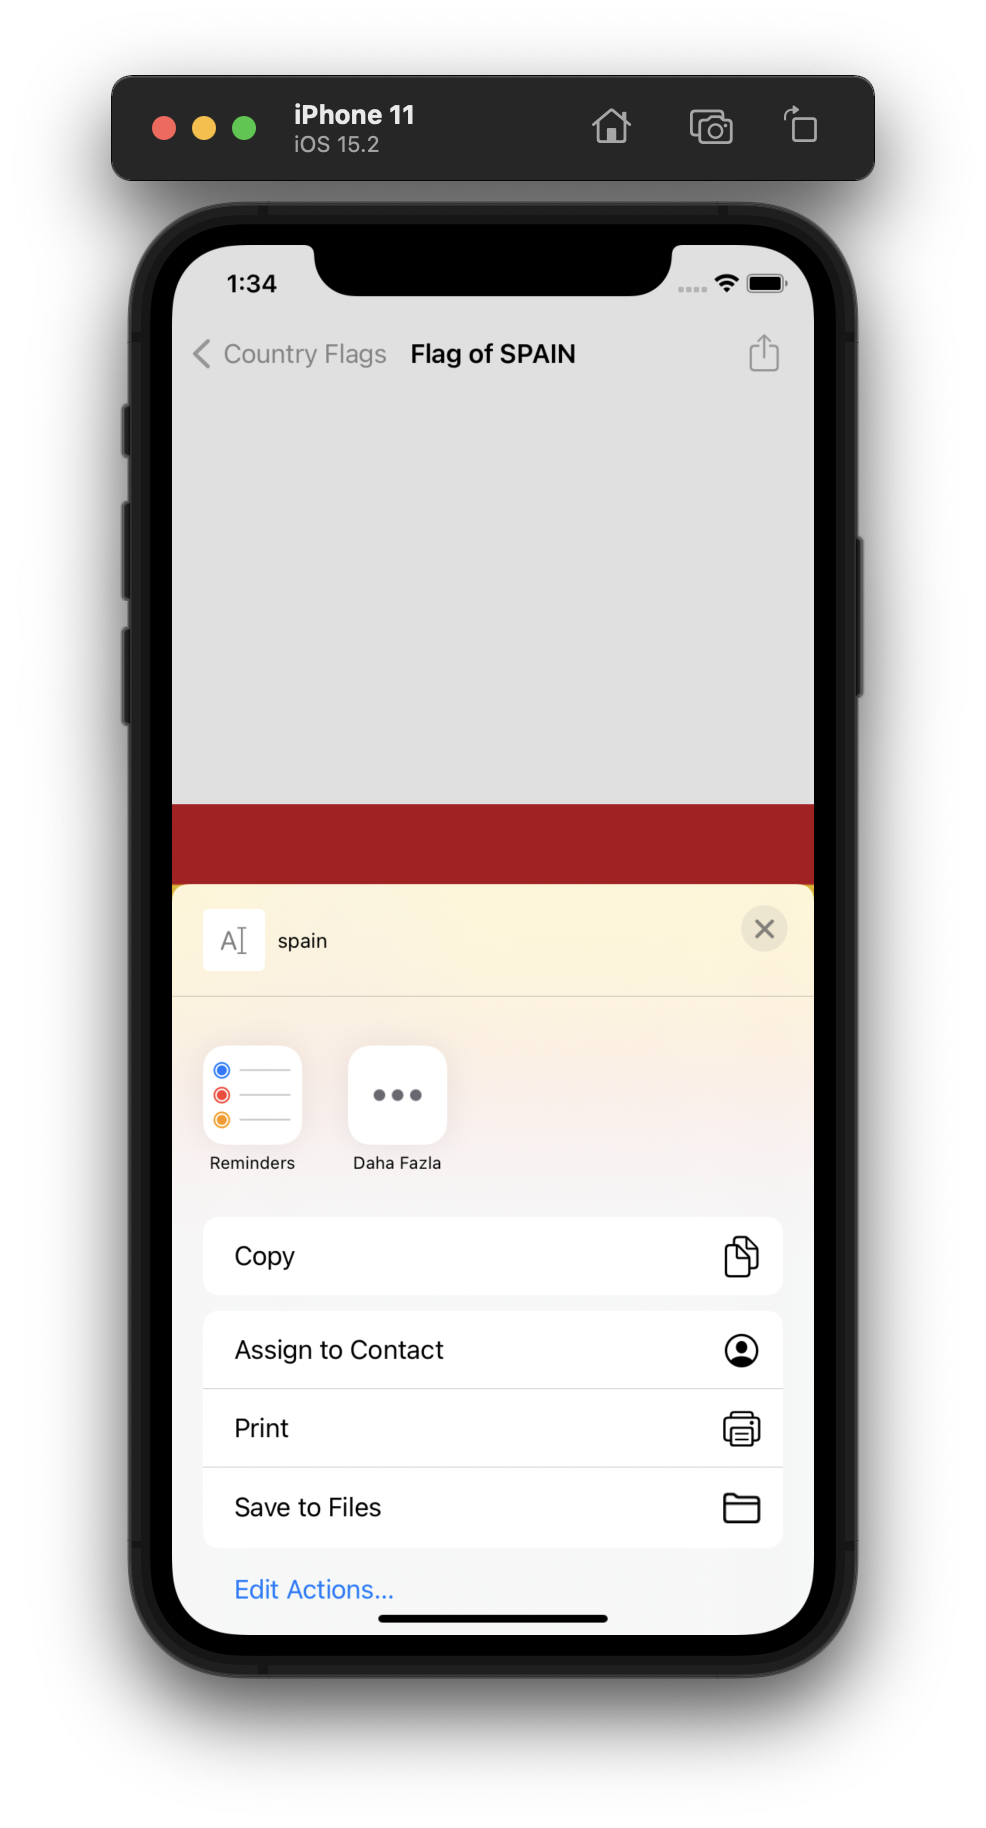 iPhone 11
iOS 15.2
1:34
Country Flags Flag of SPAIN
A
spain
Reminders Daha Fazla
Copy
Assign to Contact
Print
Save to Files
Edit Actions...